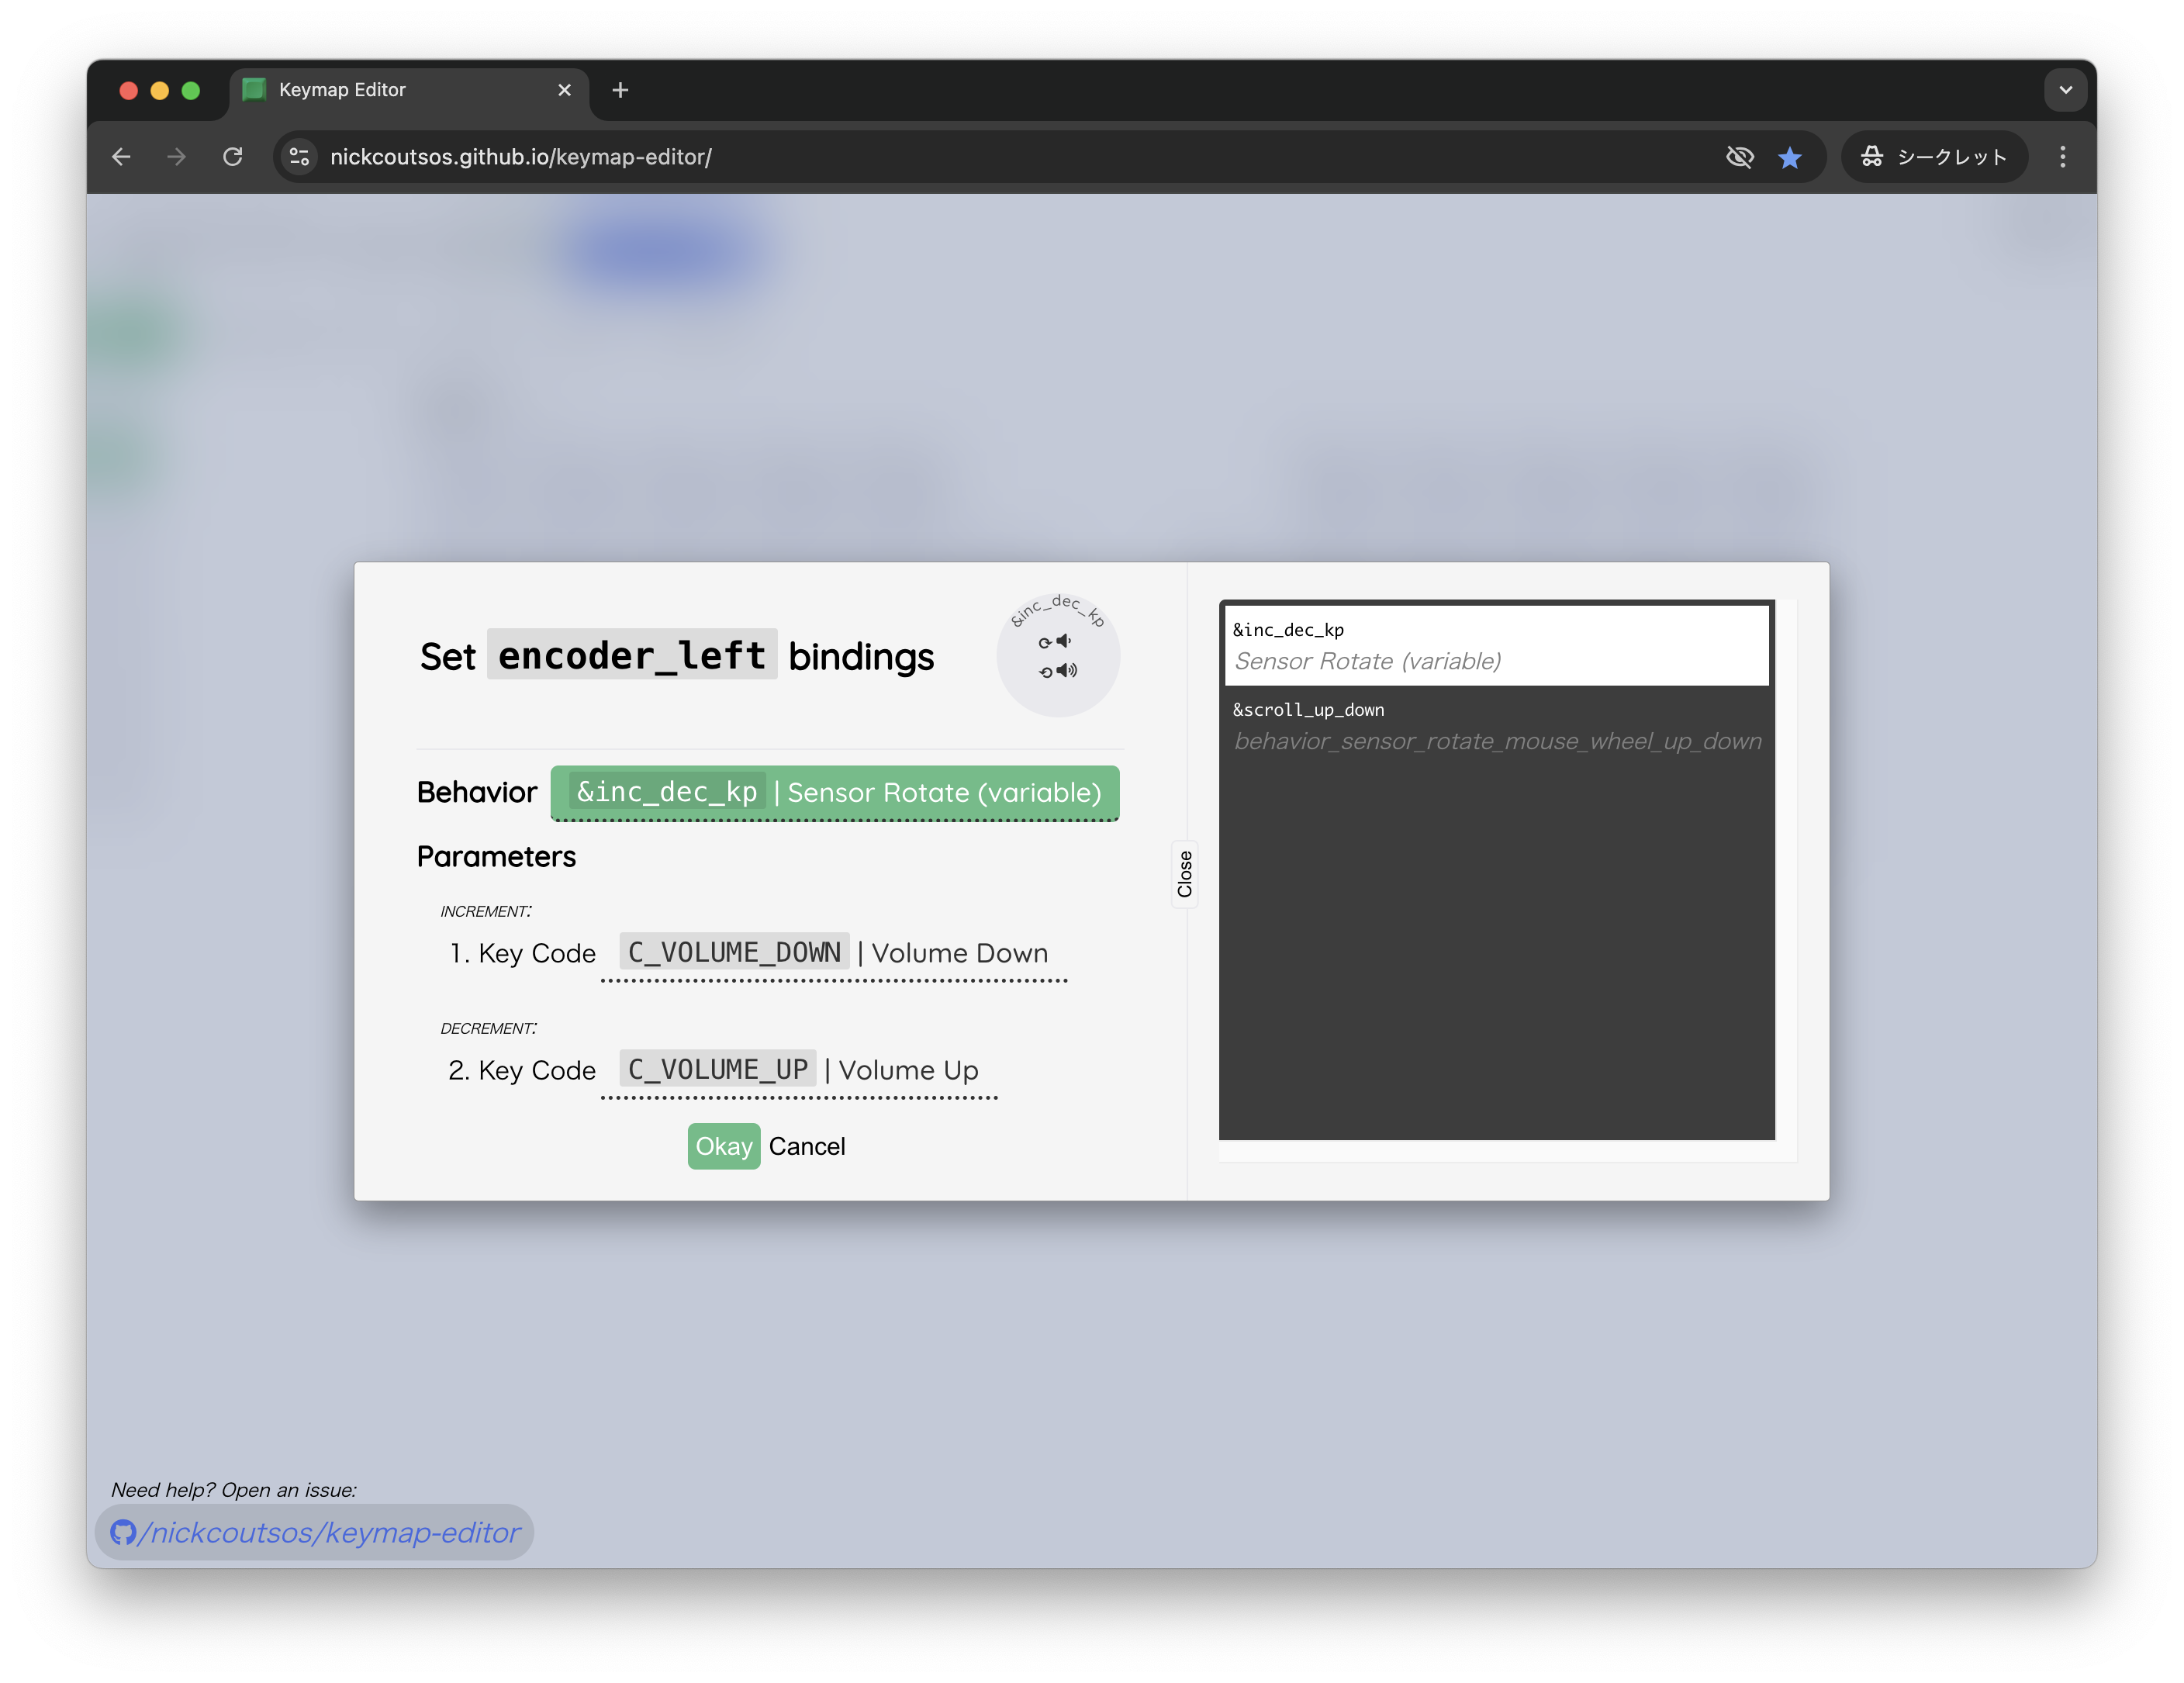 Keymap Editor
nickcoutsos.github.io/keymap-editor/
シークレット
Set encoder_left bindings
&inc_dec_kp
Behavior &inc_dec_kp | Sensor Rotate (variable)
Parameters
INCREMENT:
1. Key Code C_VOLUME_DOWN | Volume Down
DECREMENT:
2. Key Code C_VOLUME_UP | Volume Up
Okay Cancel
Close
&inc_dec_kp
Sensor Rotate (variable)
&scroll_up_down
behavior_sensor_rotate_mouse_wheel_up_down
Need help? Open an issue:
/nickcoutsos/keymap-editor